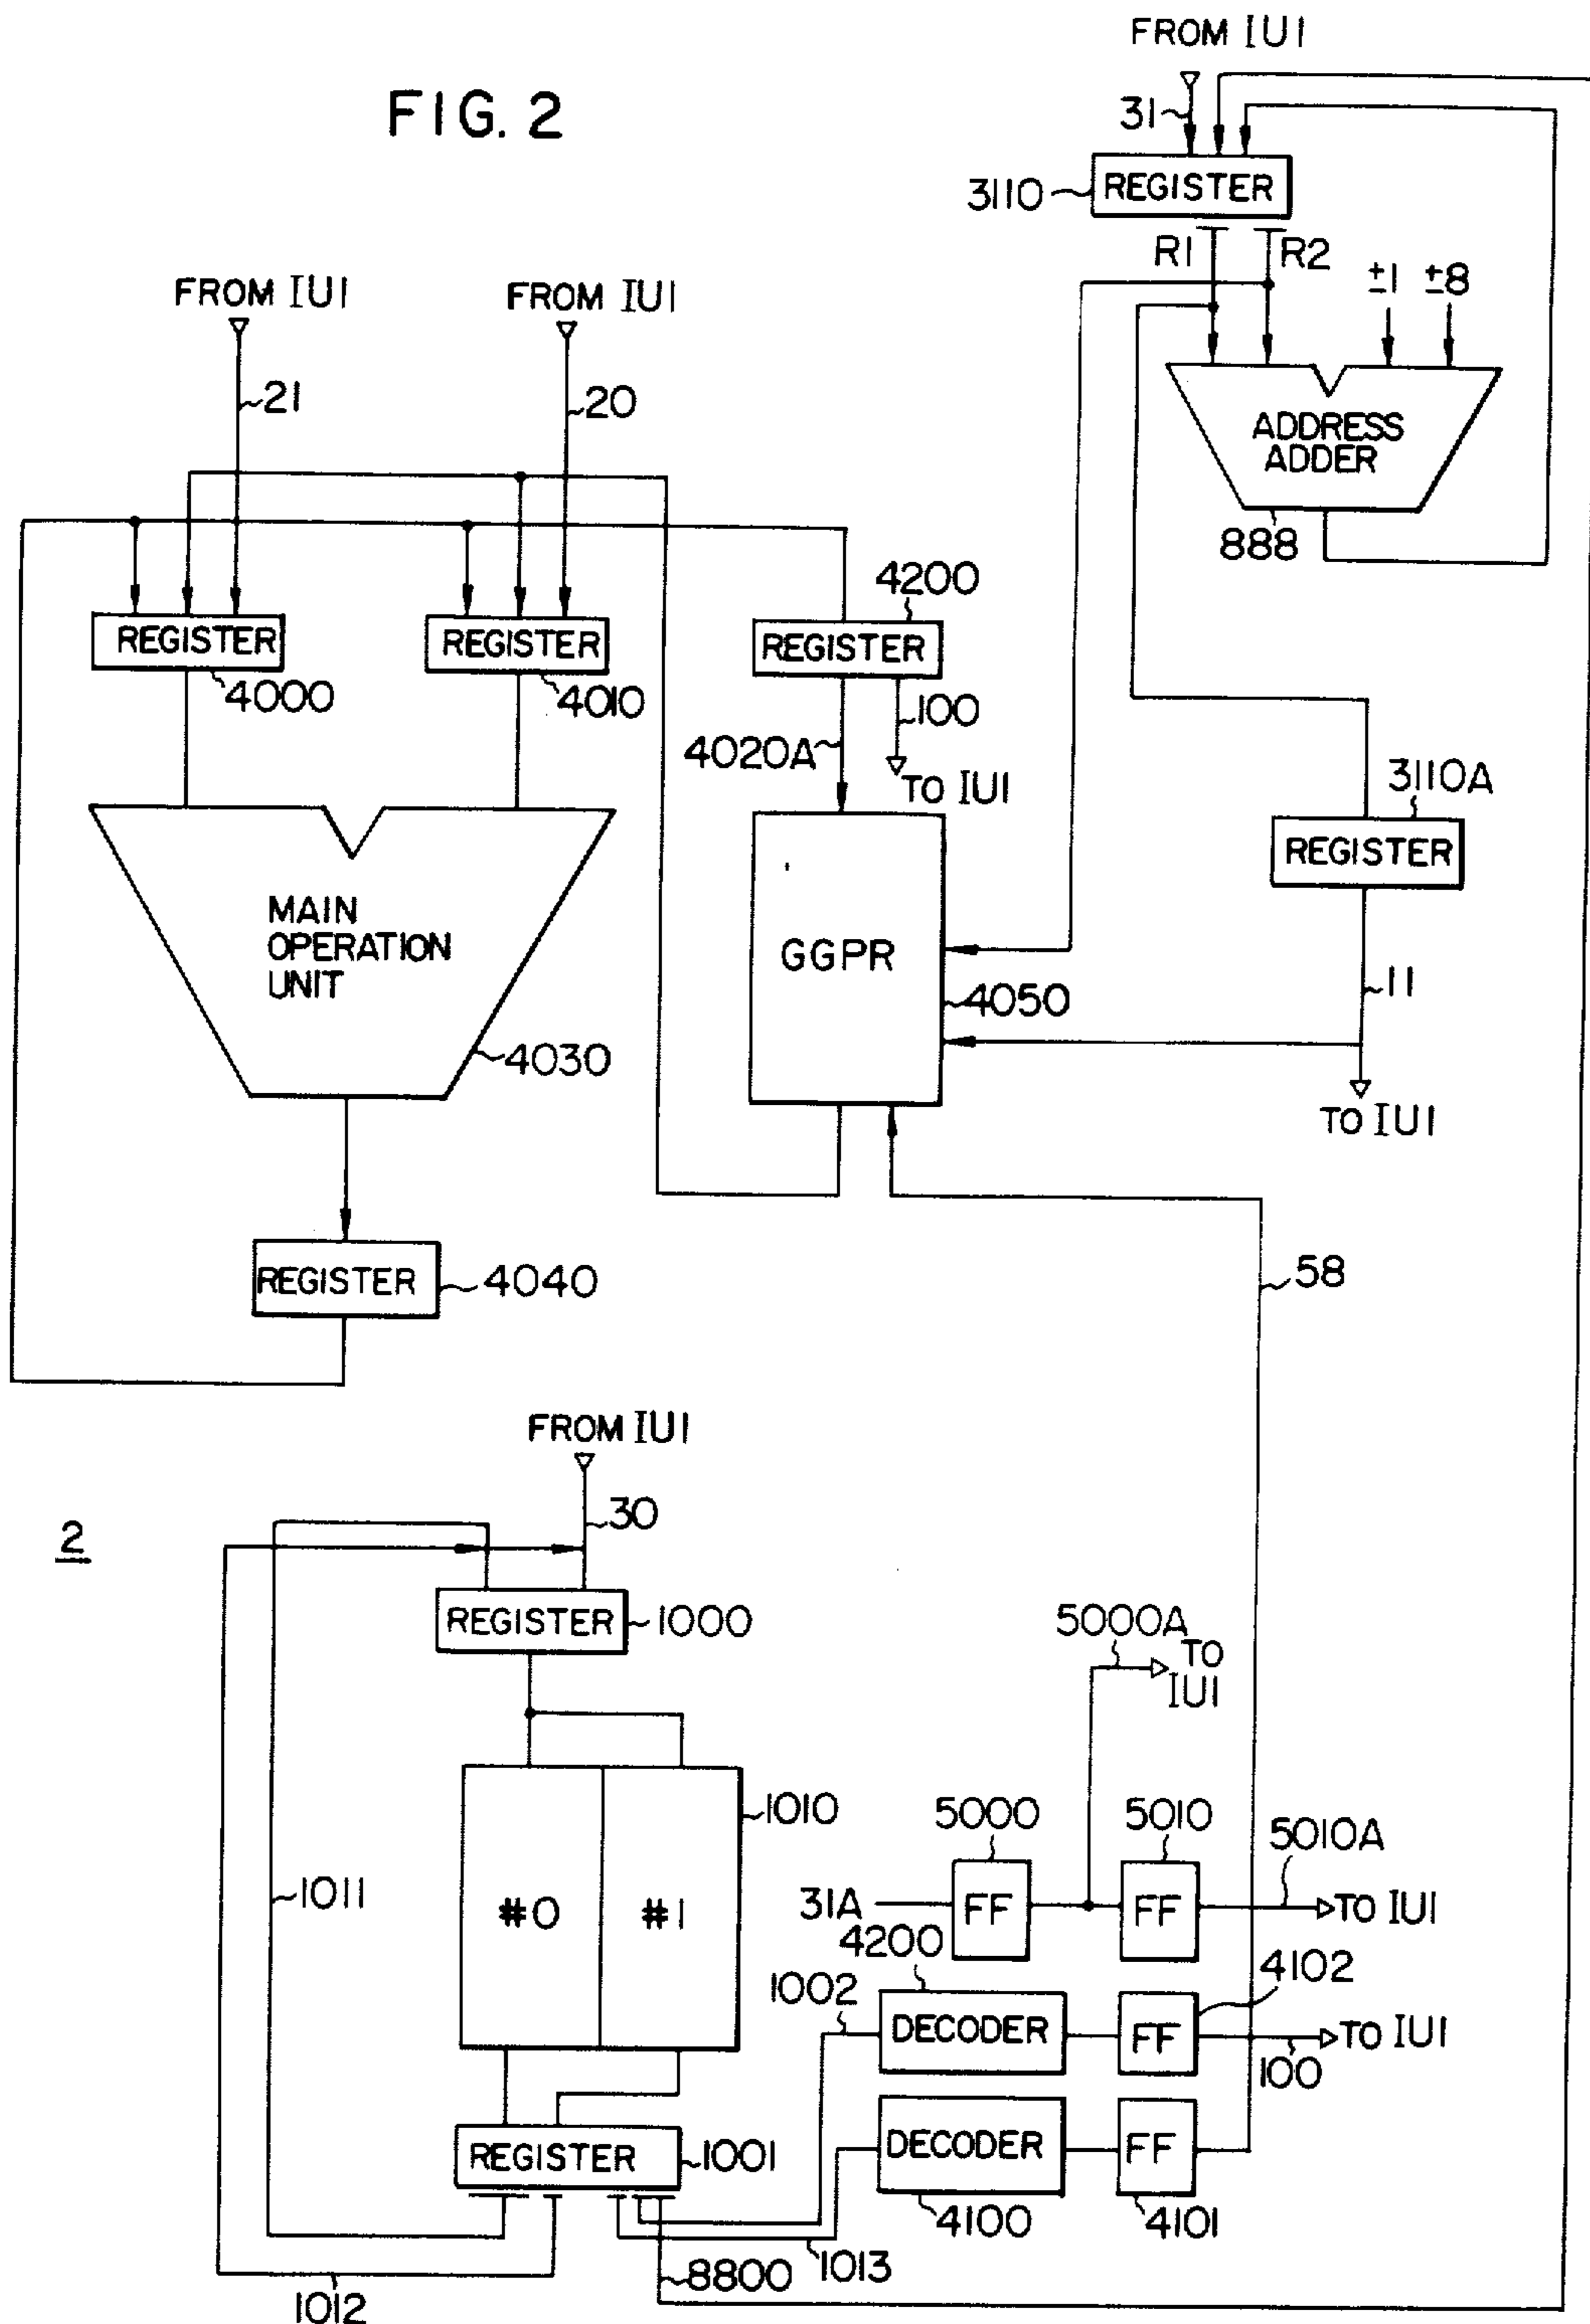 FROM IU1
FIG. 2
31
3110
REGISTER
R1
R2
±1
±8
FROM IU1
FROM IU1
21
20
ADDRESS
ADDER
888
4200
REGISTER
REGISTER
REGISTER
4000
4010
100
4020A
TO IU1
3110A
REGISTER
MAIN
OPERATION
UNIT
GGPR
11
4050
4030
TO IU1
58
REGISTER
4040
FROM IU1
30
2
REGISTER
1000
5000A
TO
IU1
1010
5000
5010
5010A
1011
#0
#1
31A
FF
FF
TO IU1
4200
4102
1002
DECODER
FF
TO IU1
100
DECODER
FF
REGISTER
1001
4100
4101
1013
8800
1012